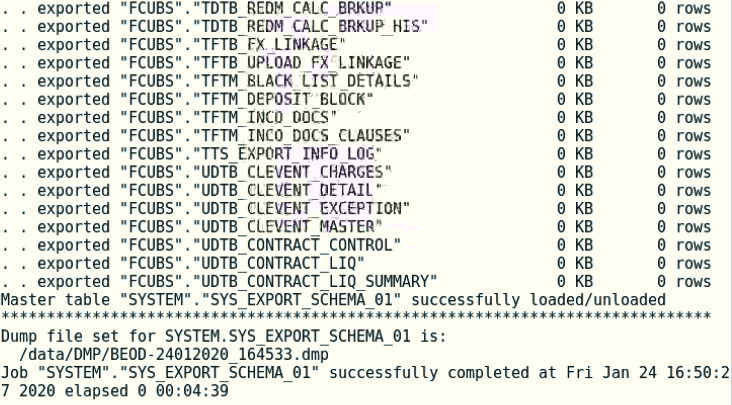 . . exported "FCUBS"."TDTB_REDM_CALC_BRKUP" 0 KB 0 rows
. . exported "FCUBS"."TDTB_REDM_CALC_BRKUP_HIS" 0 KB 0 rows
. . exported "FCUBS"."TFTB_FX_LINKAGE" 0 KB 0 rows
. . exported "FCUBS"."TFTB_UPLOAD_FX_LINKAGE" 0 KB 0 rows
. . exported "FCUBS"."TFTM_BLACK_LIST_DETAILS" 0 KB 0 rows
. . exported "FCUBS"."TFTM_DEPOSIT_BLOCK" 0 KB 0 rows
. . exported "FCUBS"."TFTM_INCO_DOCS" 0 KB 0 rows
. . exported "FCUBS"."TFTM_INCO_DOCS_CLAUSES" 0 KB 0 rows
. . exported "FCUBS"."TTS_EXPORT_INFO_LOG" 0 KB 0 rows
. . exported "FCUBS"."UDTB_CLEVENT_CHARGES" 0 KB 0 rows
. . exported "FCUBS"."UDTB_CLEVENT_DETAIL" 0 KB 0 rows
. . exported "FCUBS"."UDTB_CLEVENT_EXCEPTION" 0 KB 0 rows
. . exported "FCUBS"."UDTB_CLEVENT_MASTER" 0 KB 0 rows
. . exported "FCUBS"."UDTB_CONTRACT_CONTROL" 0 KB 0 rows
. . exported "FCUBS"."UDTB_CONTRACT_LIQ" 0 KB 0 rows
. . exported "FCUBS"."UDTB_CONTRACT_LIQ_SUMMARY" 0 KB 0 rows
Master table "SYSTEM"."SYS_EXPORT_SCHEMA_01" successfully loaded/unloaded
******************************************************************************
Dump file set for SYSTEM.SYS_EXPORT_SCHEMA_01 is:
/data/DMP/BEOD-24012020_164533.dmp
Job "SYSTEM"."SYS_EXPORT_SCHEMA_01" successfully completed at Fri Jan 24 16:50:2
7 2020 elapsed 0 00:04:39